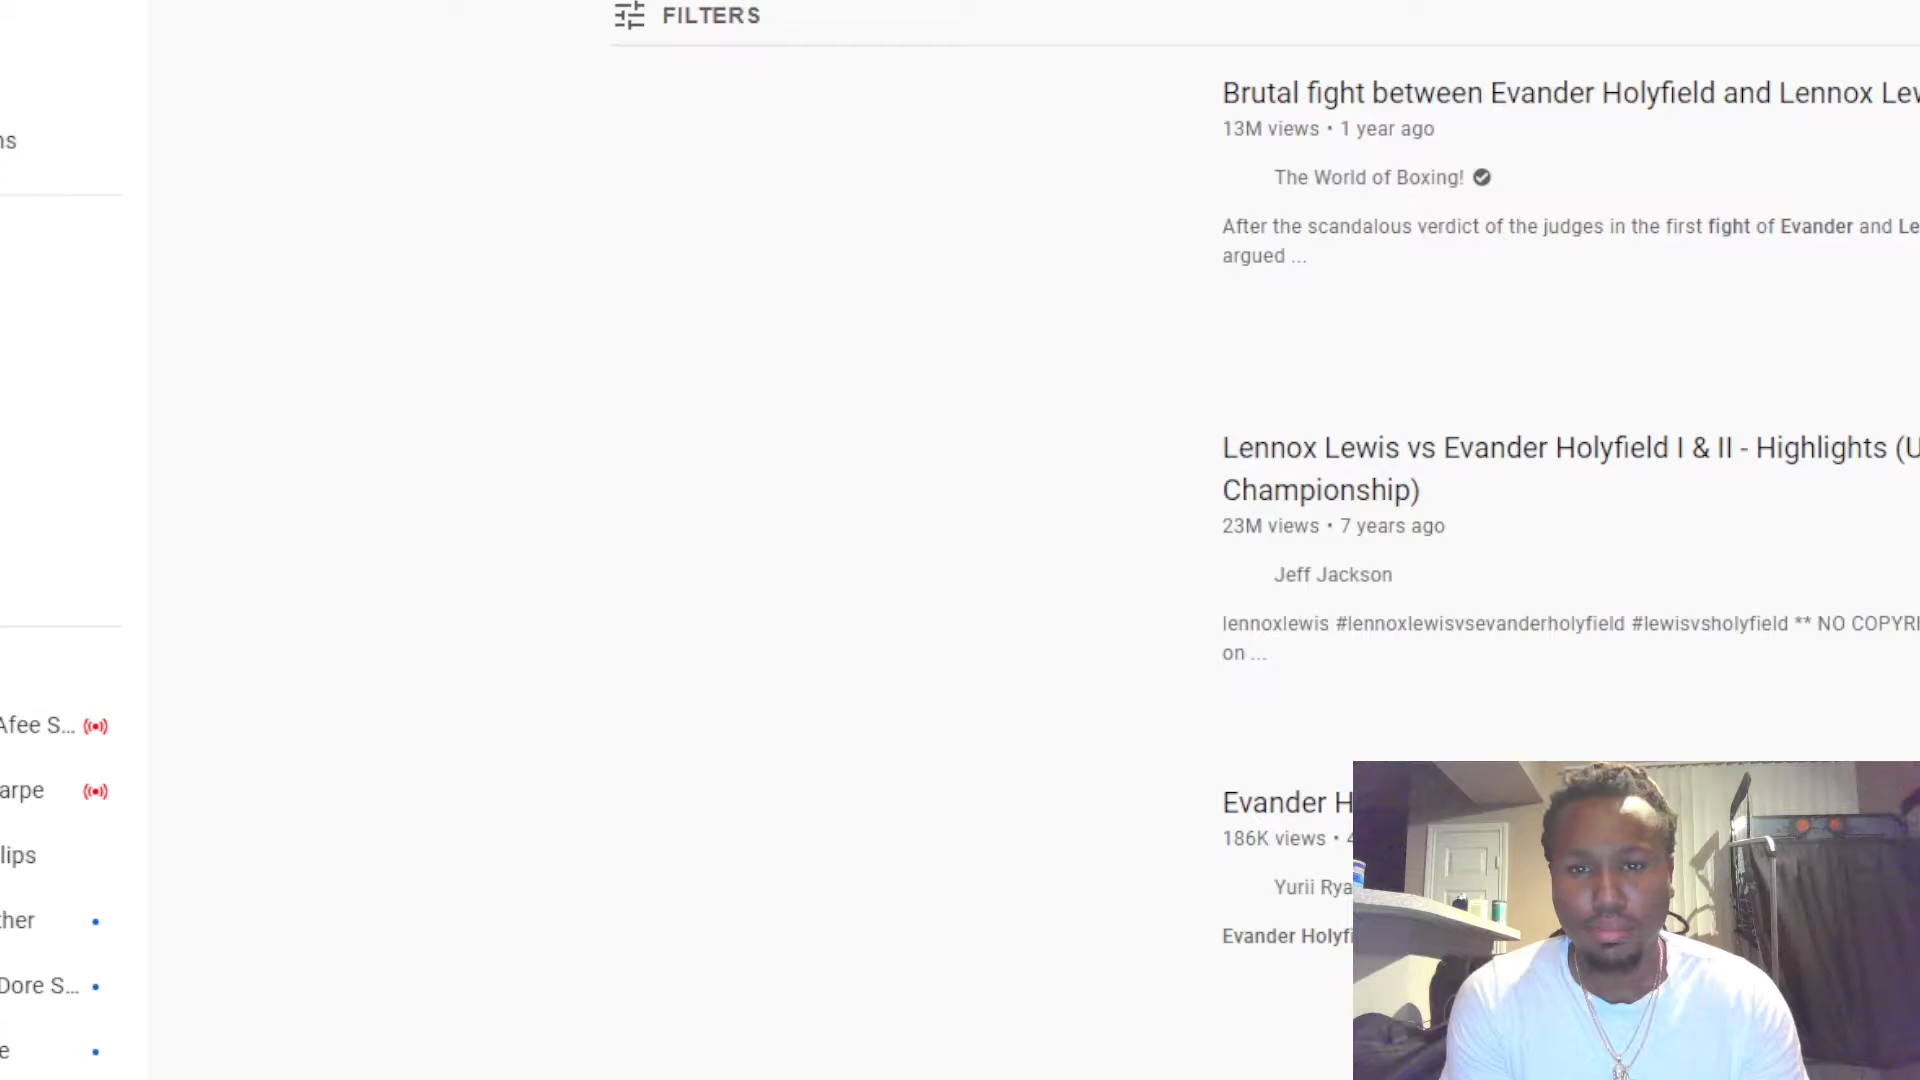 FILTERS
Brutal fight between Evander Holyfield and Lennox Lew
13M views • 1 year ago
The World of Boxing!
After the scandalous verdict of the judges in the first fight of Evander and Le
argued ...
Lennox Lewis vs Evander Holyfield I & II - Highlights (U
Championship)
23M views • 7 years ago
Jeff Jackson
lennoxlewis #lennoxlewisvsevanderholyfield #lewisvsholyfield ** NO COPYRI
on ...
Evander H
186K views •
Yurii Rya
Evander Holyfi
ns
Afee S...
arpe
lips
ther
Dore S...
e